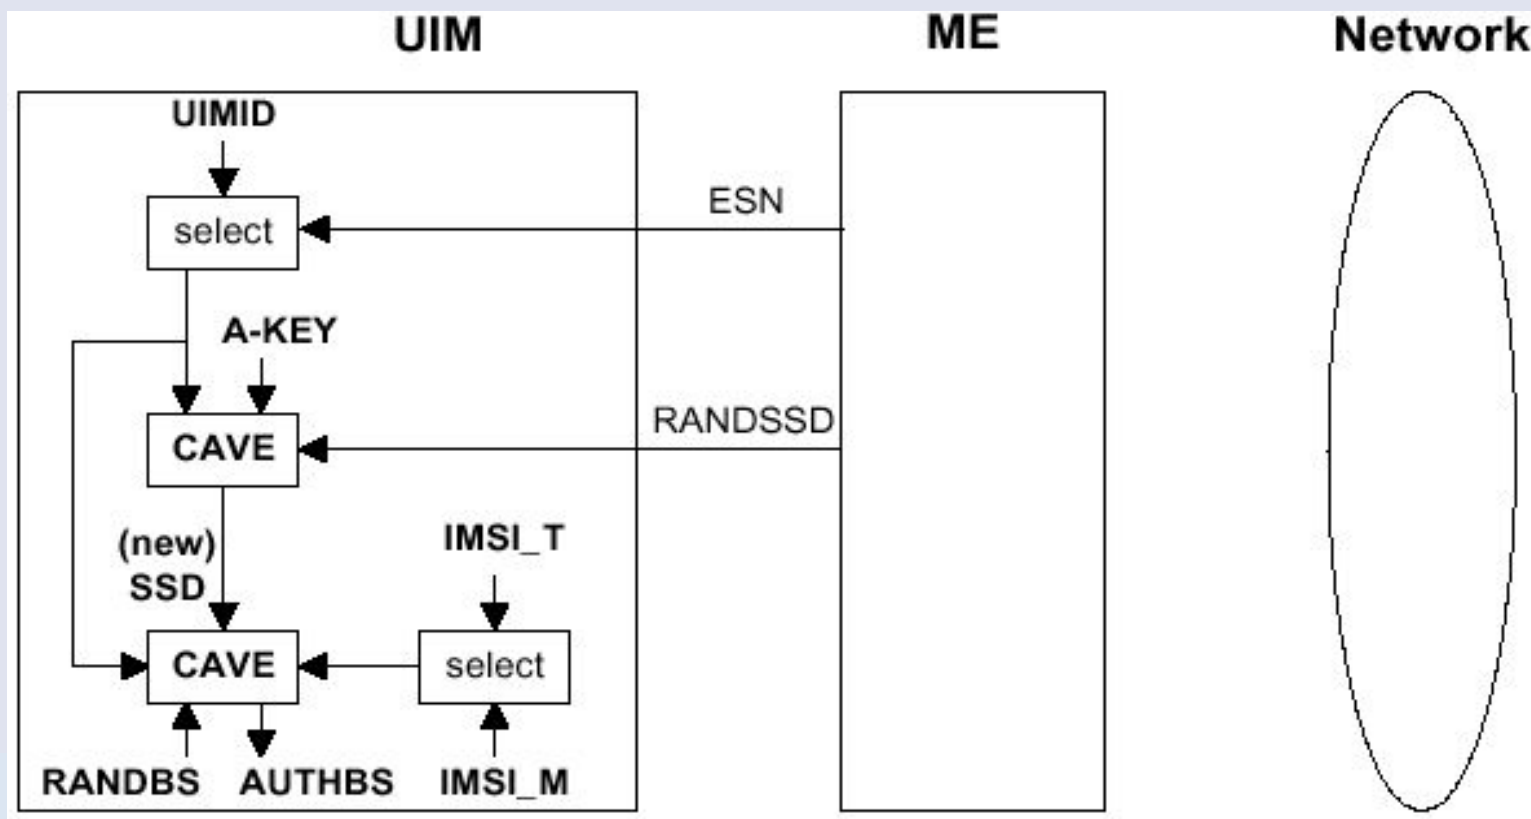 UIM
ME
Network
UIMID
select
ESN
A-KEY
CAVE
RANDSSD
(new)
SSD
IMSI_T
CAVE
select
RANDBS
AUTHBS
IMSI_M